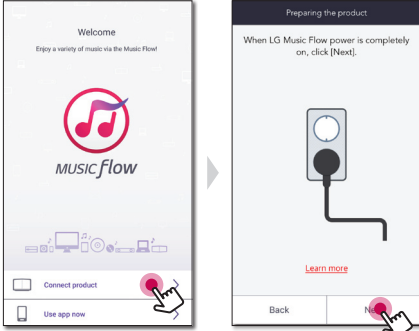 Welcome
Enjoy a variety of music via the Music Flow!
MUSIC flow
Connect product
Use app now
Preparing the product
When LG Music Flow power is completely
on, click [Next].
Learn more
Back